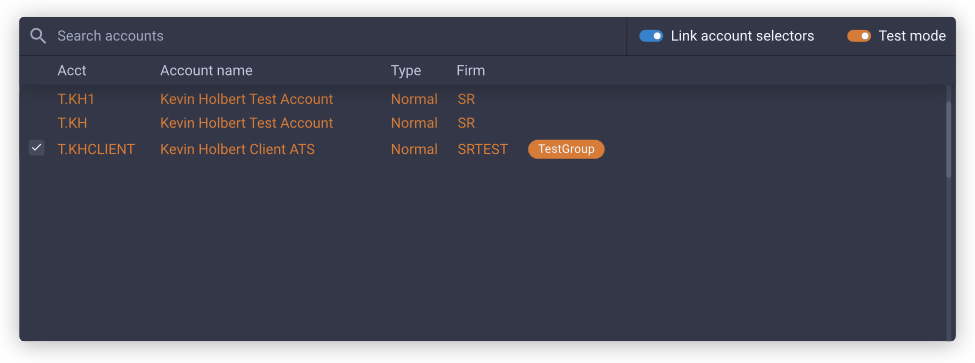 Search accounts Link account selectors Test mode
Acct Account name Type Firm
T.KH1 Kevin Holbert Test Account Normal SR
T.KH Kevin Holbert Test Account Normal SR
T.KHCLIENT Kevin Holbert Client ATS Normal SRTEST TestGroup